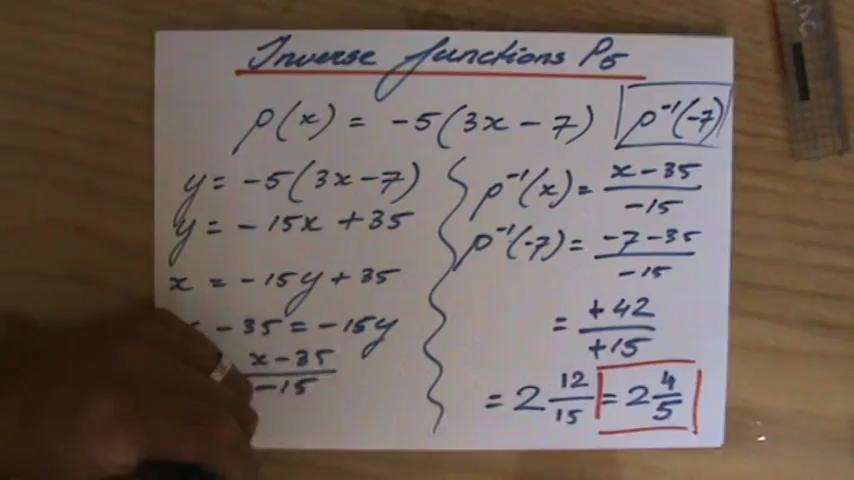 Inverse functions P5
p(x) = -5(3x - 7) p⁻¹(-7)
y = -5(3x - 7)
y = -15x + 35
x = -15y + 35
- 35 = -15y
x - 35
-15
p⁻¹(x) = x - 35
-15
p⁻¹(-7) = -7 - 35
-15
= +42
+15
= 2 12/15 = 2 4/5